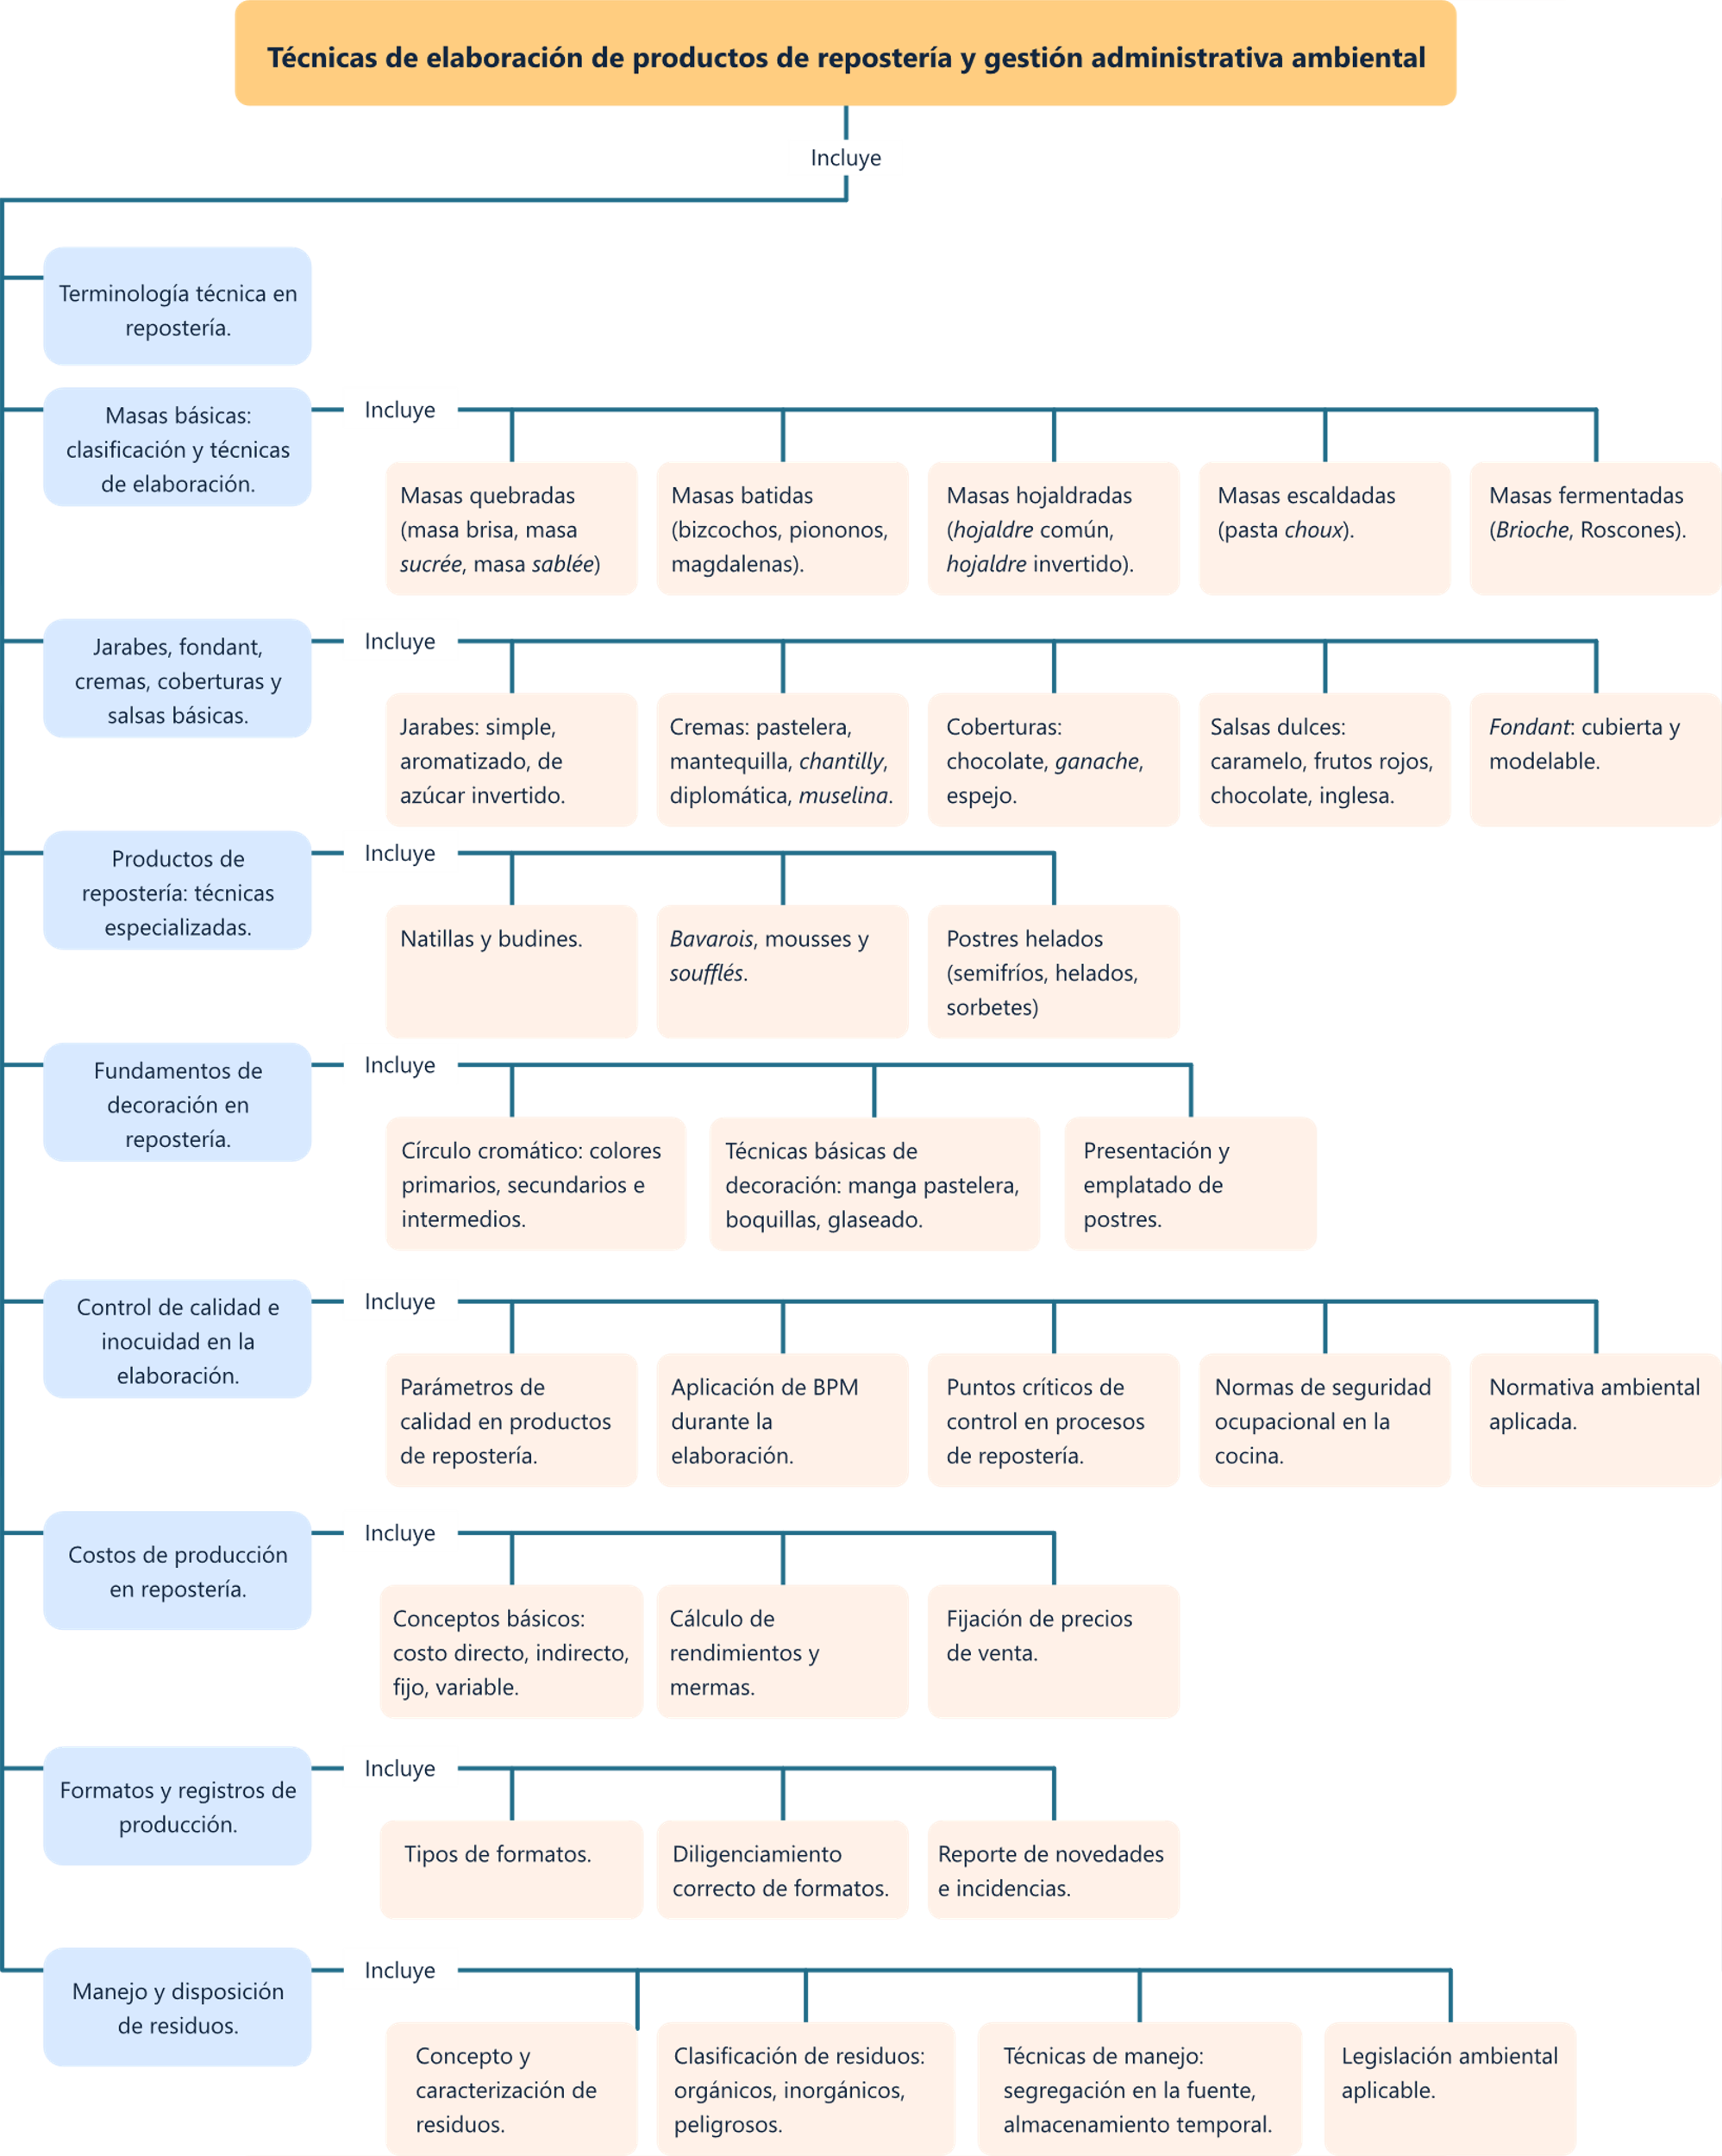 Técnicas de elaboración de productos de repostería y gestión administrativa ambiental
Incluye
Terminología técnica en
repostería.
Masas básicas:
clasificación y técnicas
de elaboración.
Incluye
Masas quebradas
(masa brisa, masa
sucrée, masa sablée)
Masas batidas
(bizcochos, piononos,
magdalenas).
Masas hojaldradas
(hojaldre común,
hojaldre invertido).
Masas escaldadas
(pasta choux).
Masas fermentadas
(Brioche, Roscones).
Jarabes, fondant,
cremas, coberturas y
salsas básicas.
Incluye
Jarabes: simple,
aromatizado, de
azúcar invertido.
Cremas: pastelera,
mantequilla, chantilly,
diplomática, muselina.
Coberturas:
chocolate, ganache,
espejo.
Salsas dulces:
caramelo, frutos rojos,
chocolate, inglesa.
Fondant: cubierta y
modelable.
Productos de
repostería: técnicas
especializadas.
Incluye
Natillas y budines.
Bavarois, mousses y
soufflés.
Postres helados
(semifríos, helados,
sorbetes)
Fundamentos de
decoración en
repostería.
Incluye
Círculo cromático: colores
primarios, secundarios e
intermedios.
Técnicas básicas de
decoración: manga pastelera,
boquillas, glaseado.
Presentación y
emplatado de
postres.
Control de calidad e
inocuidad en la
elaboración.
Incluye
Parámetros de
calidad en productos
de repostería.
Aplicación de BPM
durante la
elaboración.
Puntos críticos de
control en procesos
de repostería.
Normas de seguridad
ocupacional en la
cocina.
Normativa ambiental
aplicada.
Costos de producción
en repostería.
Incluye
Conceptos básicos:
costo directo, indirecto,
fijo, variable.
Cálculo de
rendimientos y
mermas.
Fijación de precios
de venta.
Formatos y registros de
producción.
Incluye
Tipos de formatos.
Diligenciamiento
correcto de formatos.
Reporte de novedades
e incidencias.
Manejo y disposición
de residuos.
Incluye
Concepto y
caracterización de
residuos.
Clasificación de residuos:
orgánicos, inorgánicos,
peligrosos.
Técnicas de manejo:
segregación en la fuente,
almacenamiento temporal.
Legislación ambiental
aplicable.